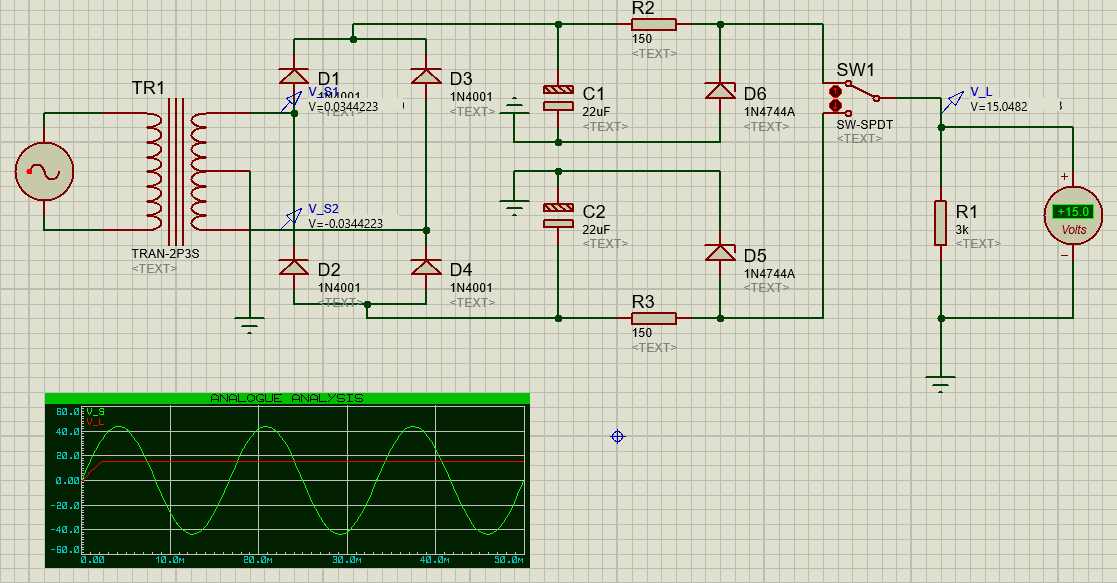 R2
150
<TEXT>
TR1
D1
V_S1
1N4001
V=0.0344223
<TEXT>
D3
1N4001
<TEXT>
C1
22uF
<TEXT>
D6
1N4744A
<TEXT>
SW1
SW-SPDT
<TEXT>
V_L
V=15.0482
V_S2
V=-0.0344223
C2
22uF
<TEXT>
R1
3k
<TEXT>
+
+15.0
Volts
TRAN-2P3S
<TEXT>
D2
1N4001
<TEXT>
D4
1N4001
<TEXT>
D5
1N4744A
<TEXT>
R3
150
<TEXT>
ANALOGUE ANALYSIS
V_S
V_L
60.0
40.0
20.0
0.00
-20.0
-40.0
-60.0
0.00 10.0m 20.0m 30.0m 40.0m 50.0m